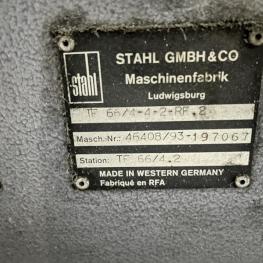 stahl
STAHL GMBH & CO
Maschinenfabrik
Ludwigsburg
TF 66/4-4-2-RF.2
Masch.-Nr.: 46408/93-197067
Station: TF 66/4.2
MADE IN WESTERN GERMANY
Fabriqué en RFA